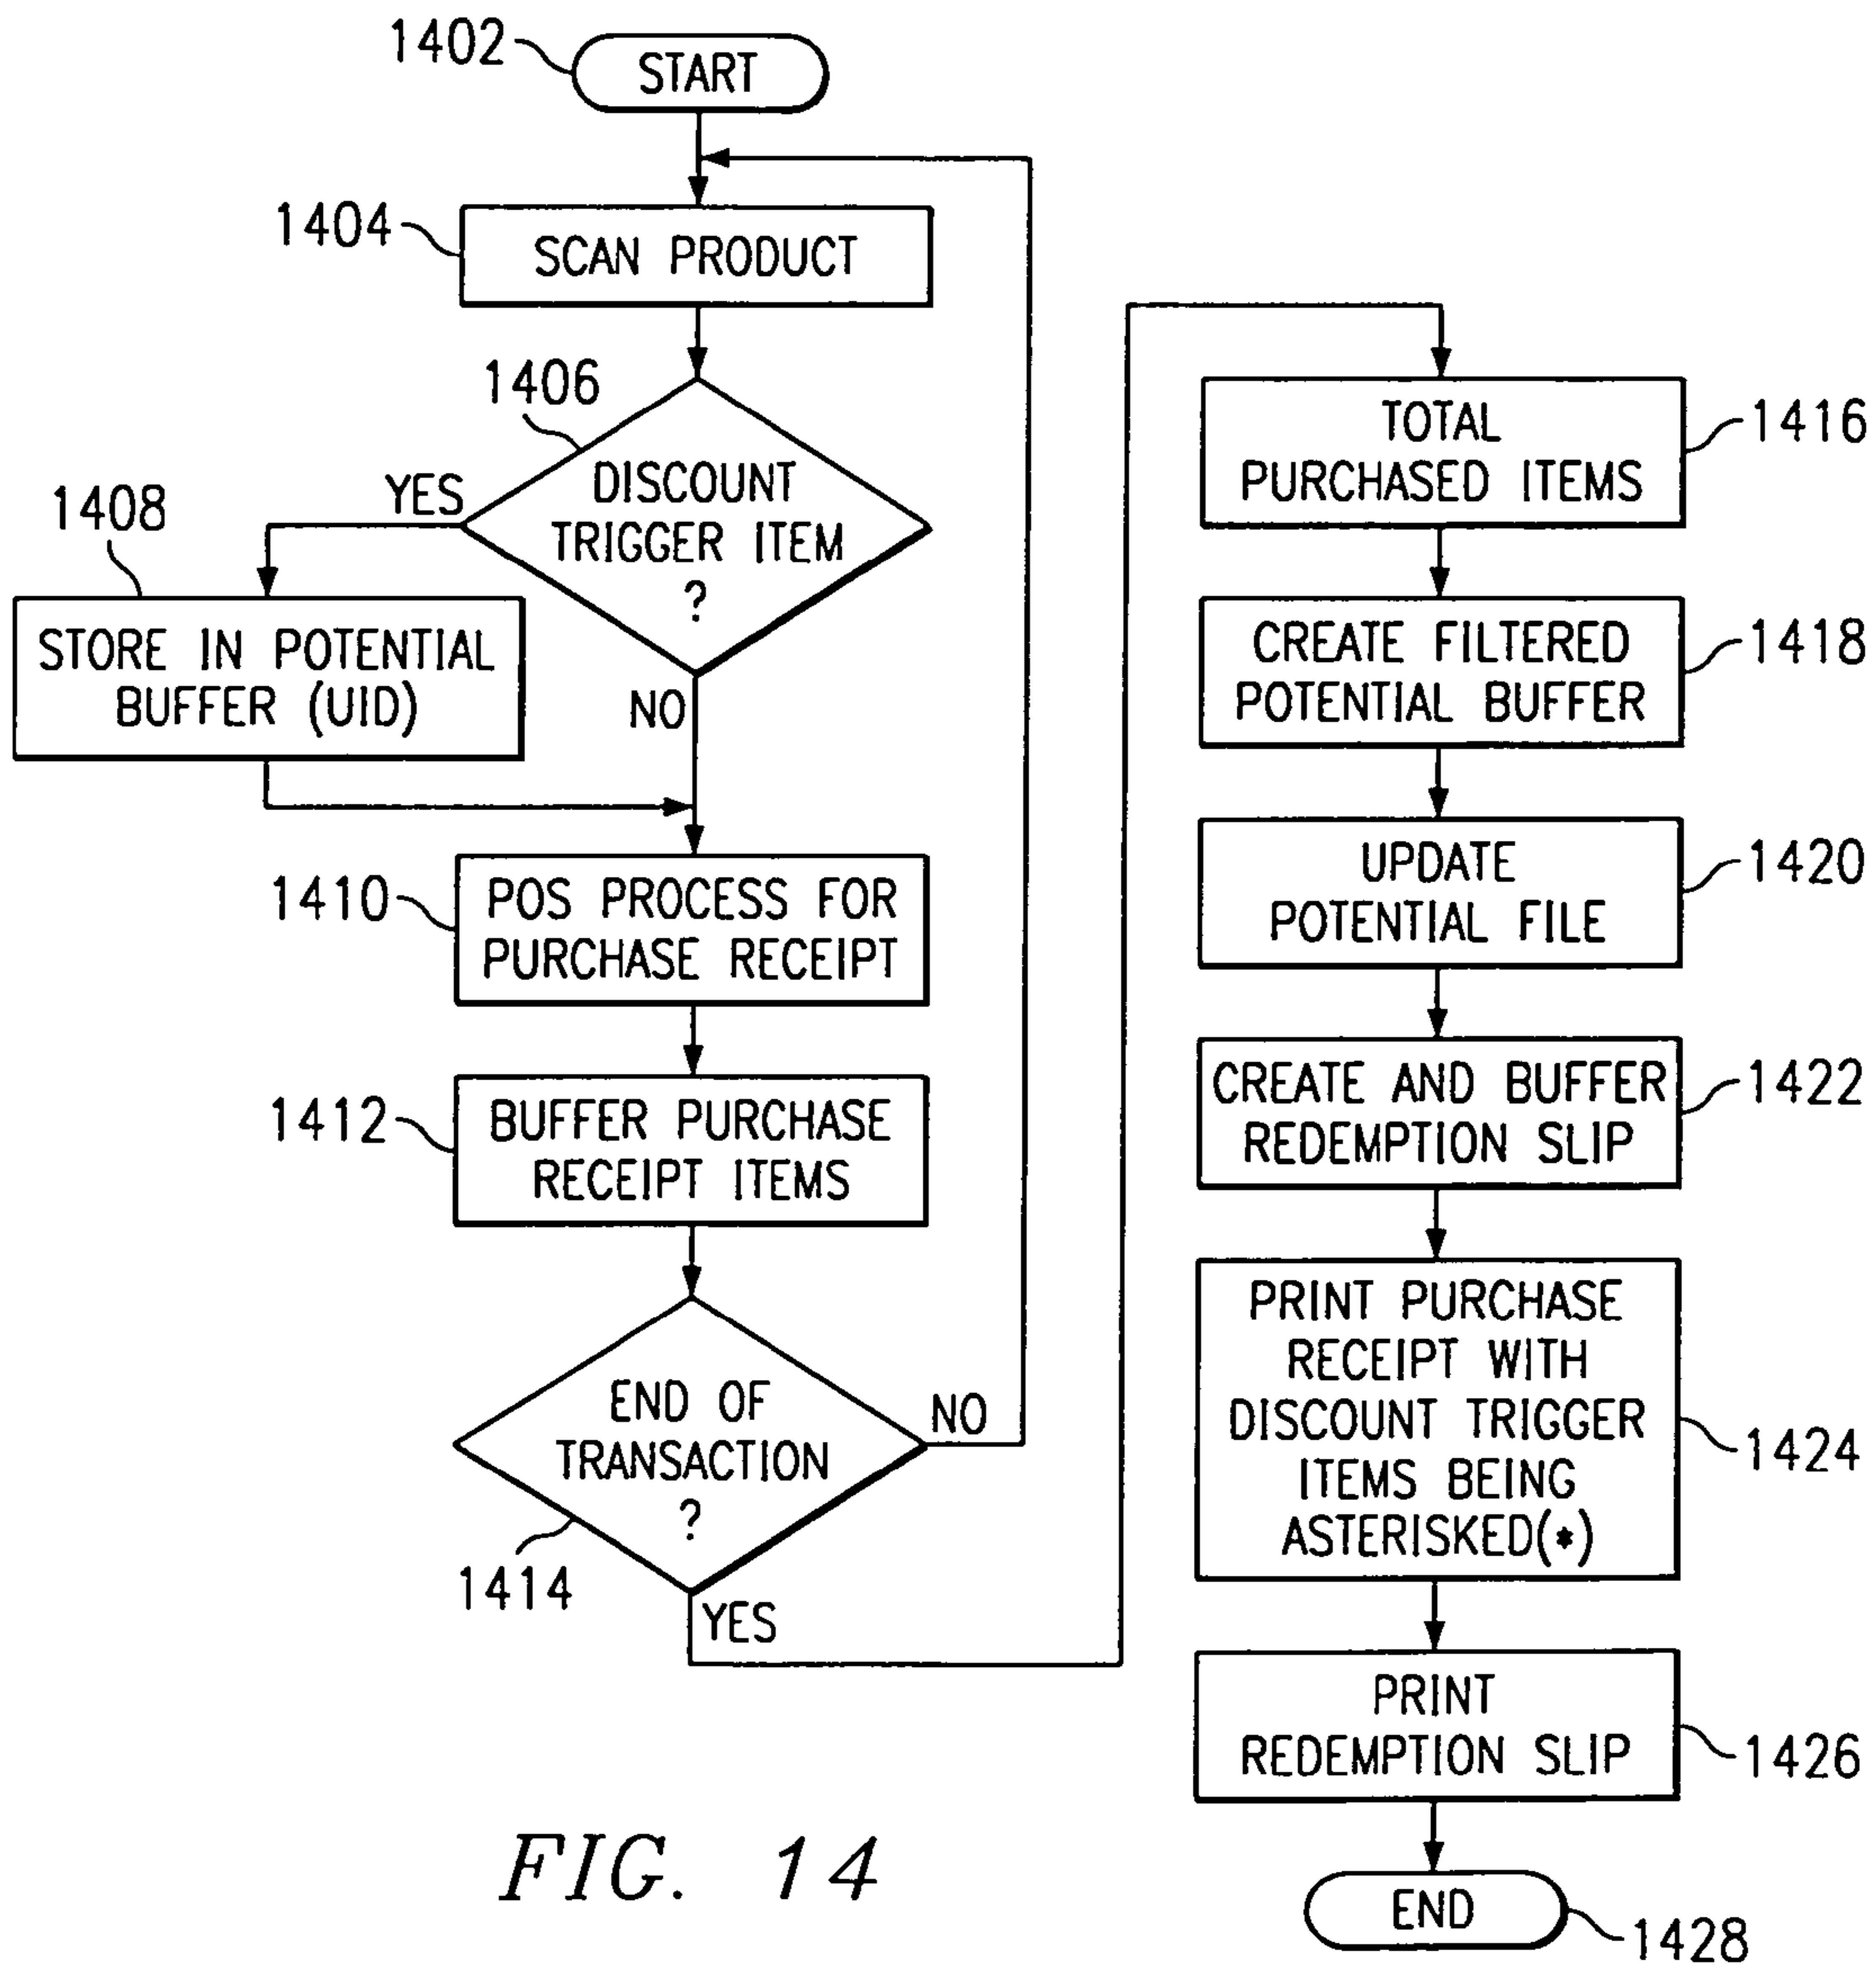 1402
START
1404
SCAN PRODUCT
1406
DISCOUNT
TRIGGER ITEM
?
YES
NO
1408
STORE IN POTENTIAL
BUFFER (UID)
1410
POS PROCESS FOR
PURCHASE RECEIPT
1412
BUFFER PURCHASE
RECEIPT ITEMS
END OF
TRANSACTION
?
NO
1414
YES
TOTAL
PURCHASED ITEMS
1416
CREATE FILTERED
POTENTIAL BUFFER
1418
UPDATE
POTENTIAL FILE
1420
CREATE AND BUFFER
REDEMPTION SLIP
1422
PRINT PURCHASE
RECEIPT WITH
DISCOUNT TRIGGER
ITEMS BEING
ASTERISKED(*)
1424
PRINT
REDEMPTION SLIP
1426
END
1428
FIG. 14